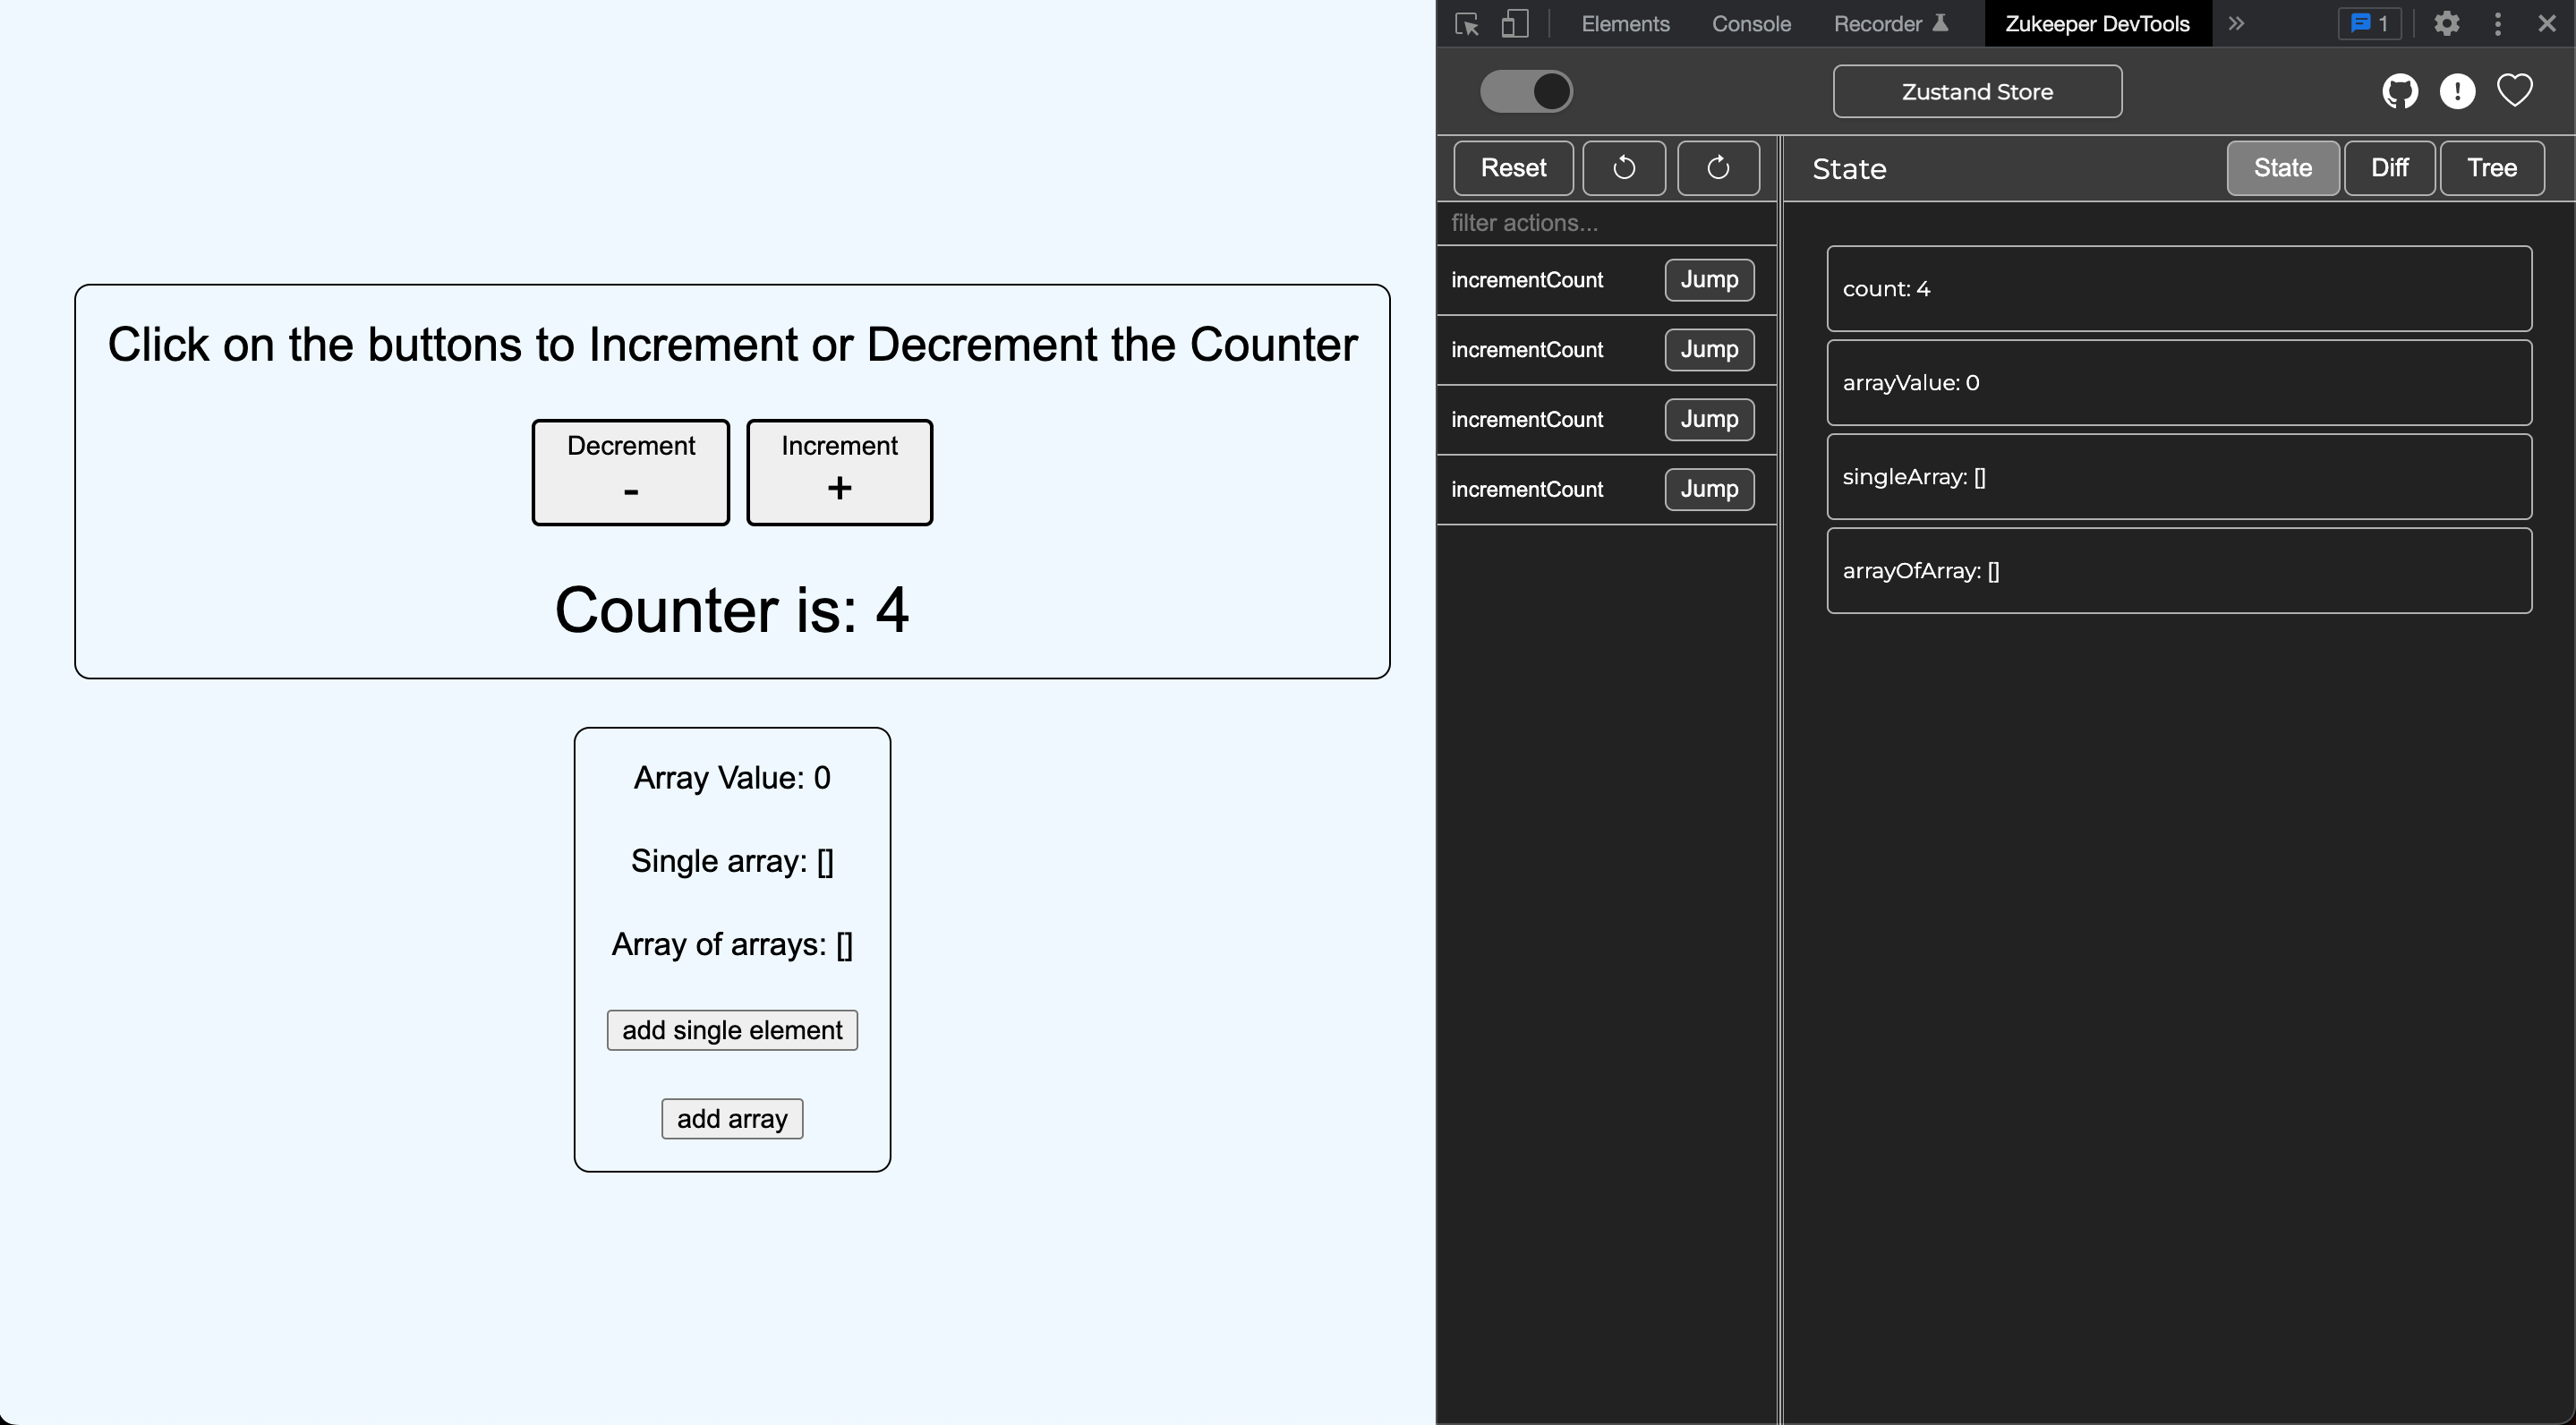 Click on the buttons to Increment or Decrement the Counter
Decrement
-
Increment
+
Counter is: 4
Array Value: 0
Single array: []
Array of arrays: []
add single element
add array
Elements Console Recorder Zukeeper DevTools » 1
Zustand Store
Reset
State
State Diff Tree
filter actions...
incrementCount Jump
incrementCount Jump
incrementCount Jump
incrementCount Jump
count: 4
arrayValue: 0
singleArray: []
arrayOfArray: []